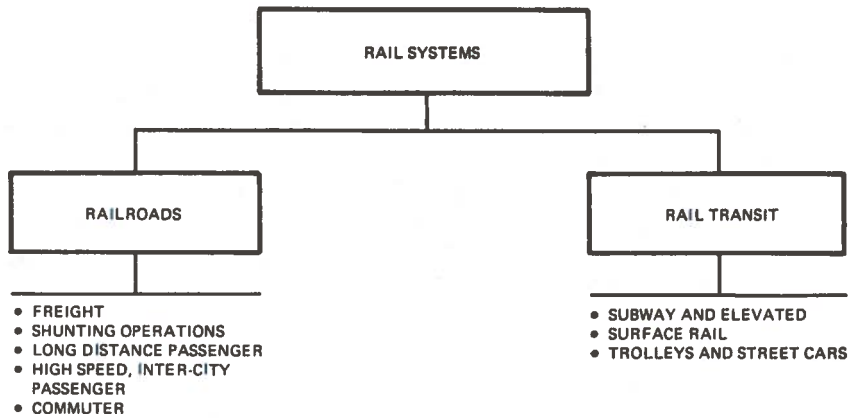 RAIL SYSTEMS
RAILROADS
• FREIGHT
• SHUNTING OPERATIONS
• LONG DISTANCE PASSENGER
• HIGH SPEED, INTER-CITY
PASSENGER
• COMMUTER
RAIL TRANSIT
• SUBWAY AND ELEVATED
• SURFACE RAIL
• TROLLEYS AND STREET CARS